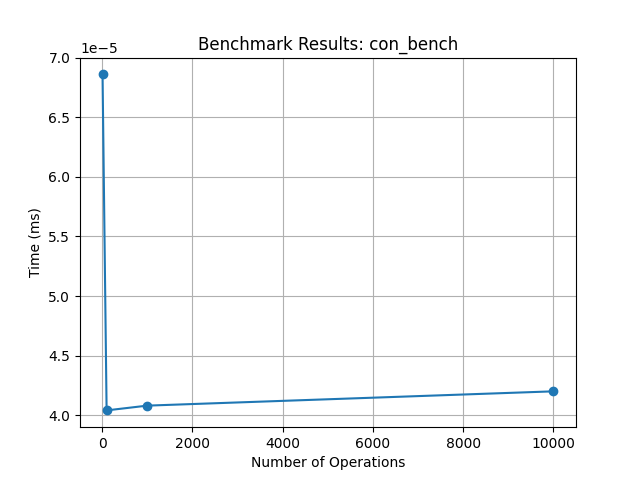 Benchmark Results: con_bench
1e−5
7.0
6.5
6.0
5.5
5.0
4.5
4.0
Time (ms)
0 2000 4000 6000 8000 10000
Number of Operations